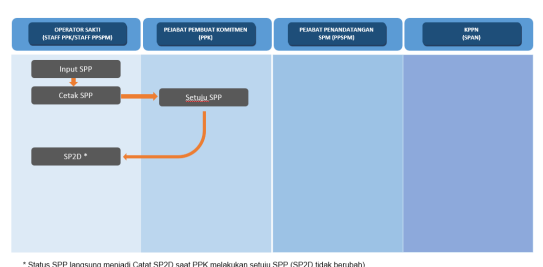 OPERATOR SAKTI
(STAFF PPK/STAFF PPSPM)
PEJABAT PEMBUAT KOMITMEN
(PPK)
PEJABAT PENANDATANGAN
SPM (PPSPM)
KPPN
(SPAN)
Input SPP
Cetak SPP
Setuju SPP
SP2D *
* Status SPP langsung menjadi Catat SP2D saat PPK melakukan setuju SPP (SP2D tidak berubah)